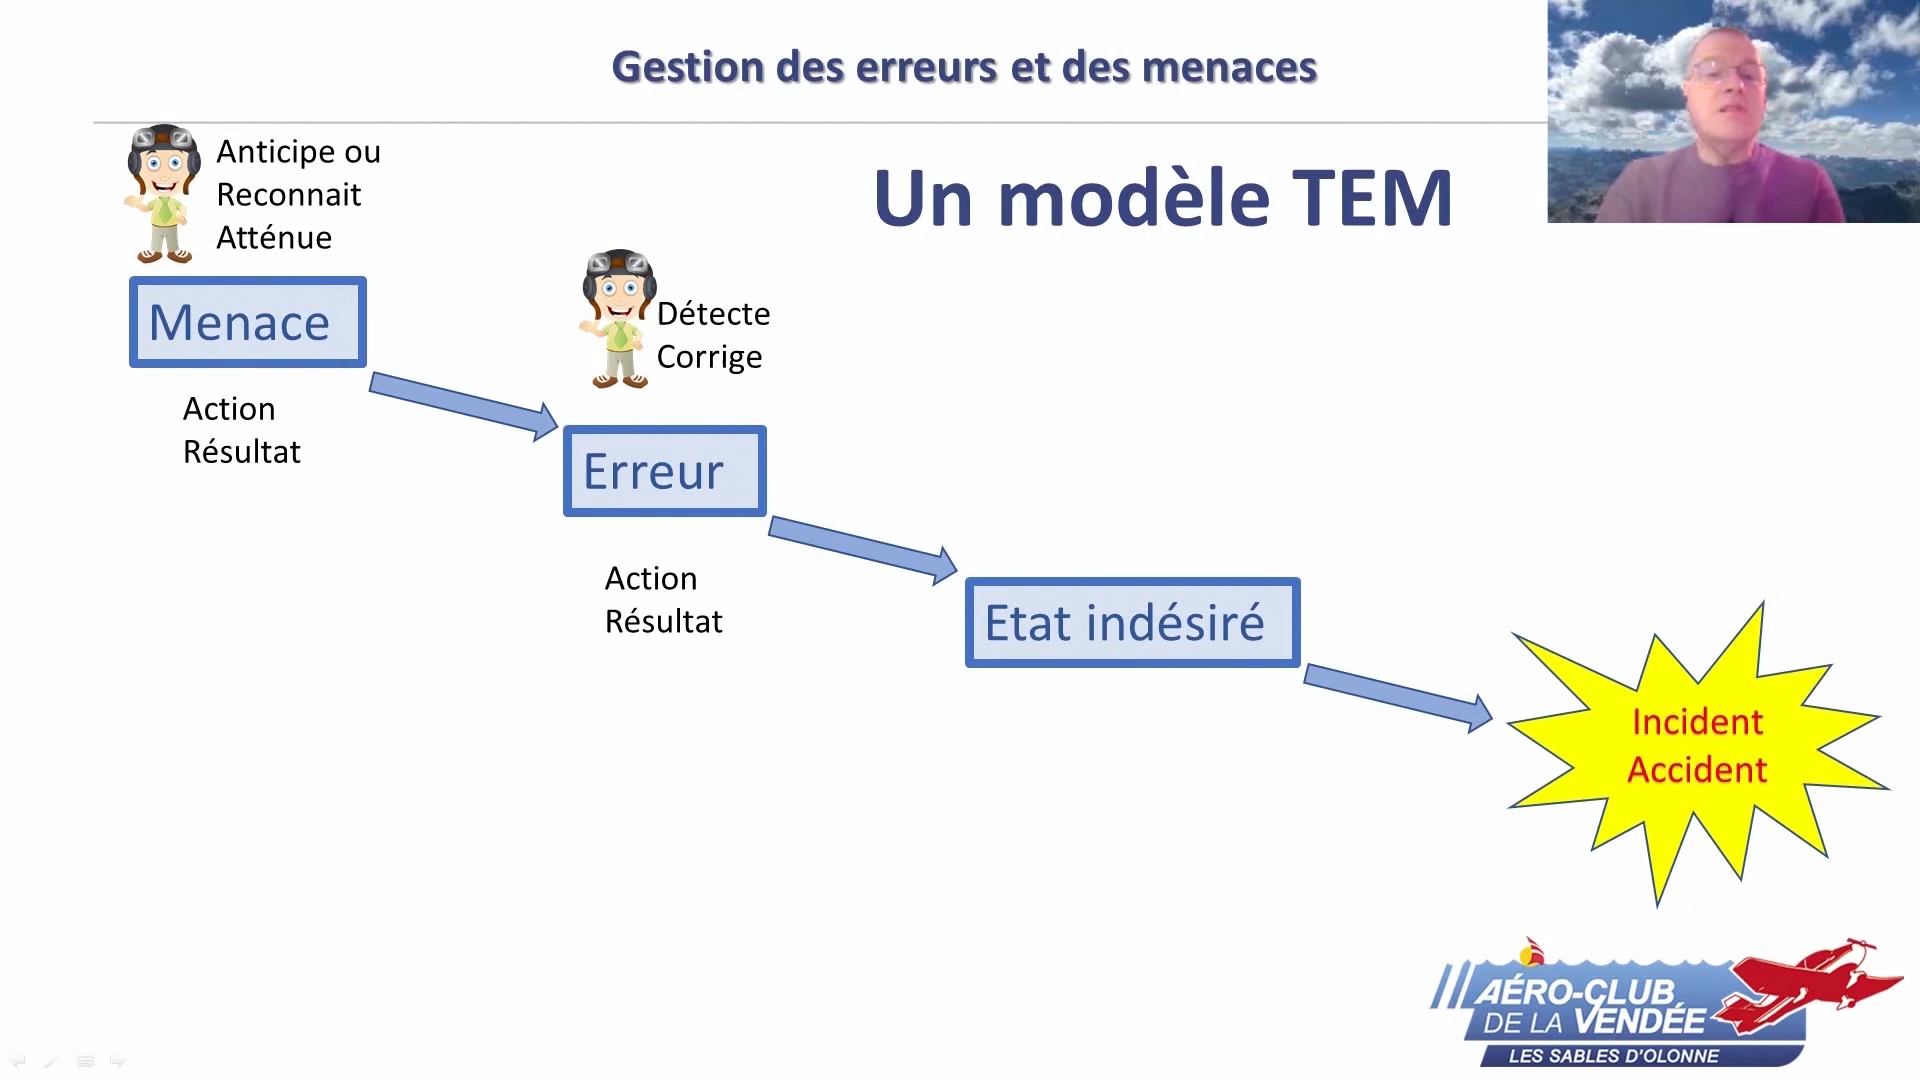 Gestion des erreurs et des menaces
Un modèle TEM
Anticipe ou
Reconnait
Atténue
Menace
Action
Résultat
Détecte
Corrige
Erreur
Action
Résultat
Etat indésiré
Incident
Accident
AÉRO-CLUB
DE LA VENDÉE
LES SABLES D'OLONNE